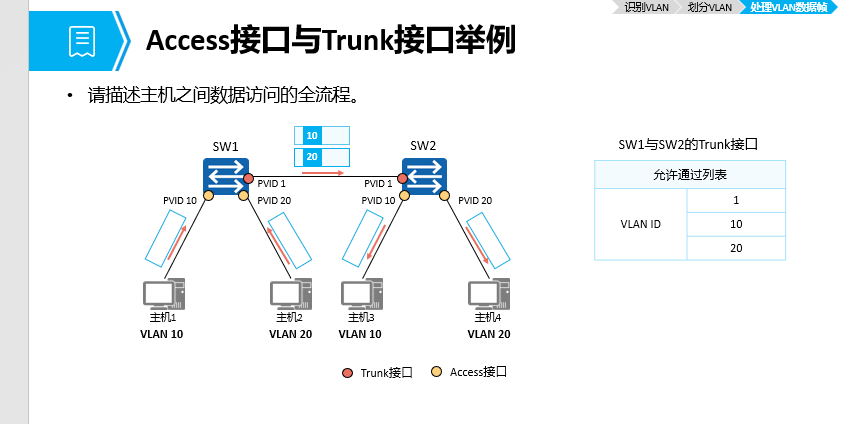 识别VLAN
划分VLAN
处理VLAN数据帧
Access接口与Trunk接口举例
• 请描述主机之间数据访问的全流程。
10
20
SW1
SW2
PVID 1
PVID 1
PVID 10
PVID 20
PVID 10
PVID 20
主机1
VLAN 10
主机2
VLAN 20
主机3
VLAN 10
主机4
VLAN 20
Trunk接口
Access接口
SW1与SW2的Trunk接口
允许通过列表
VLAN ID
1
10
20